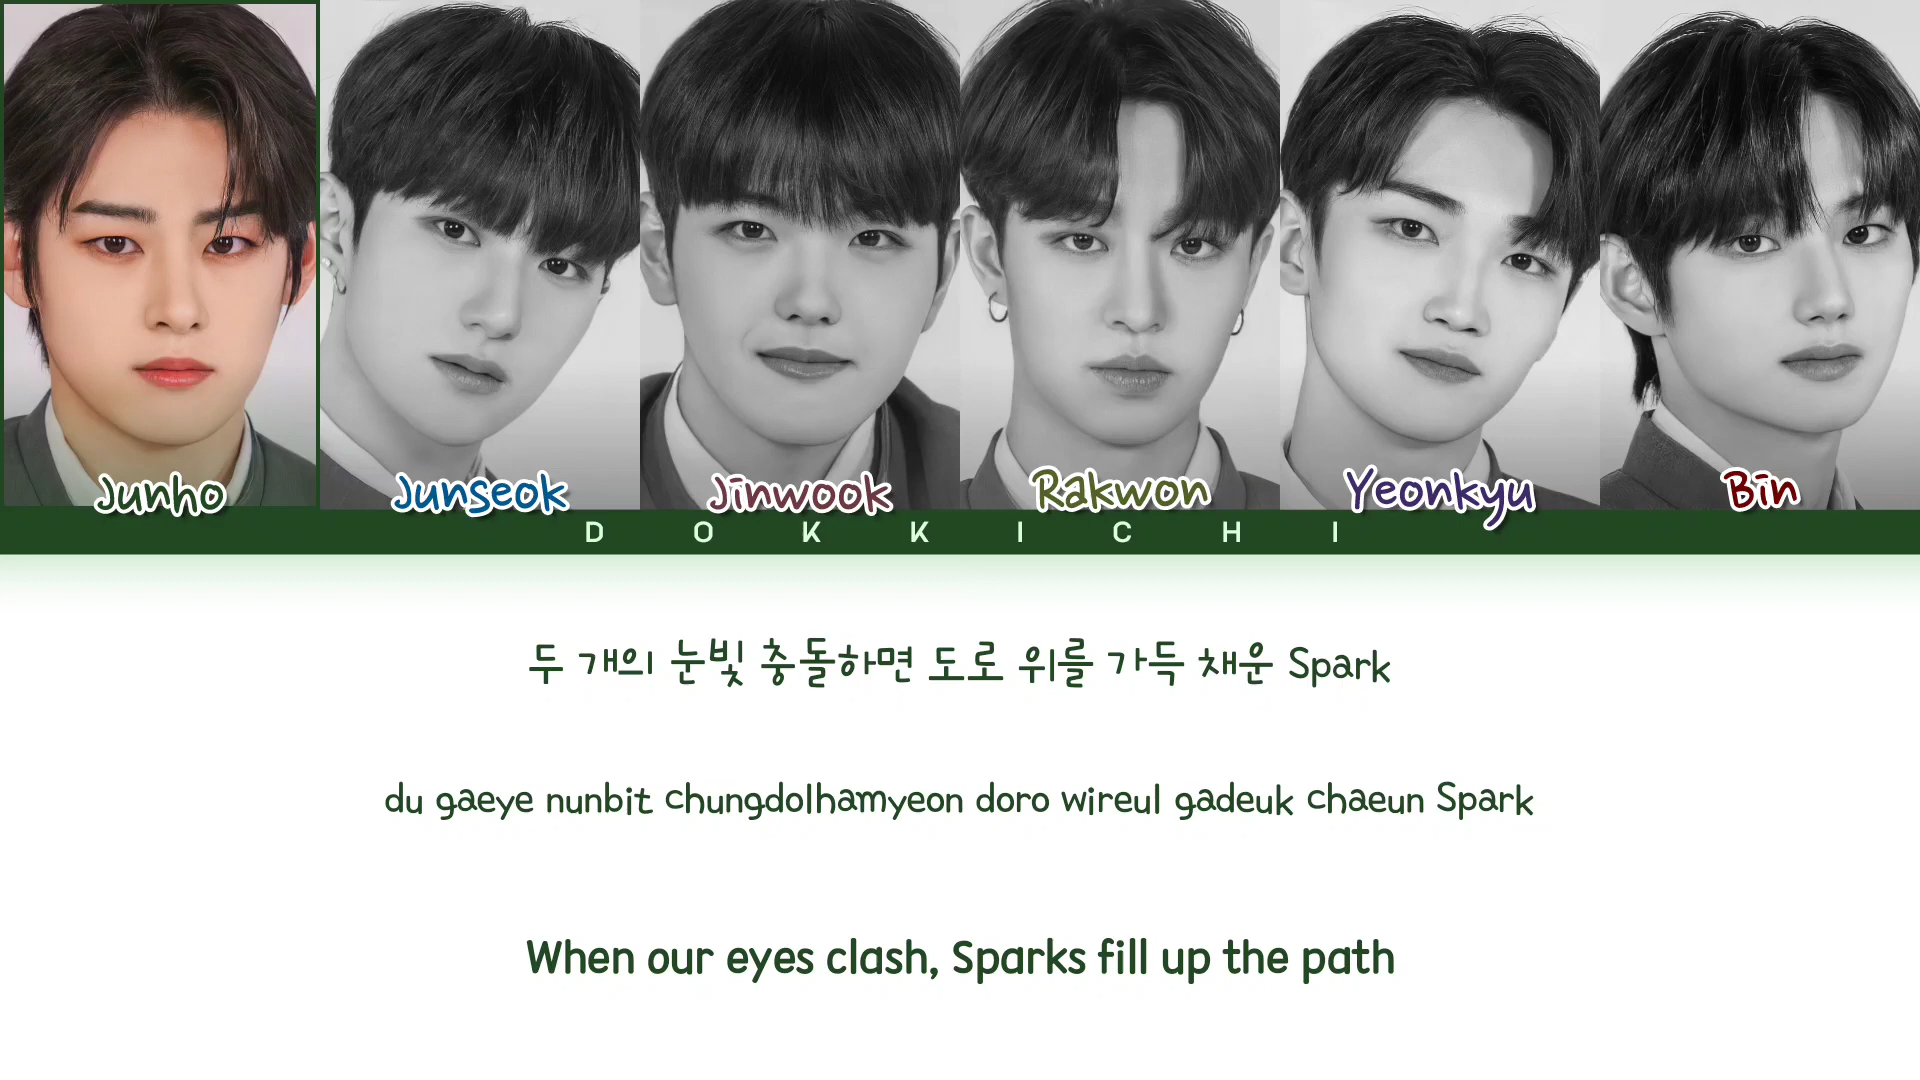 Junho Junseok Jinwook Rakwon Yeonkyu Bin
DOKKICHI
두 개의 눈빛 충돌하면 도로 위를 가득 채운 Spark
du gaeye nunbit chungdolhamyeon doro wireul gadeuk chaeun Spark
When our eyes clash, Sparks fill up the path